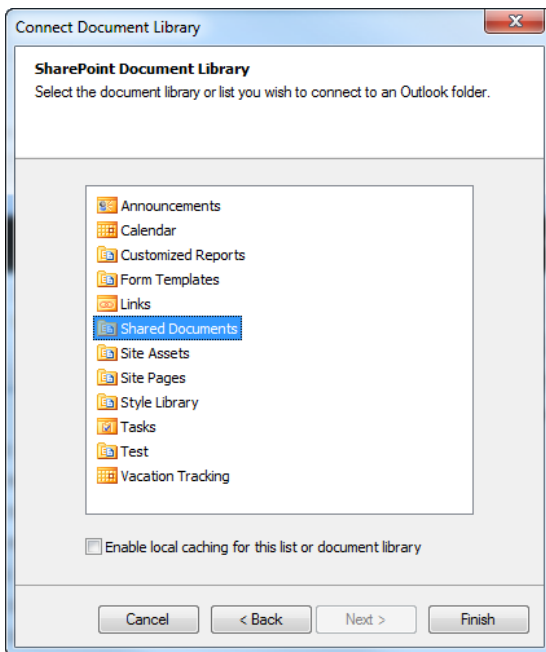 Connect Document Library
SharePoint Document Library
Select the document library or list you wish to connect to an Outlook folder.
Announcements
Calendar
Customized Reports
Form Templates
Links
Shared Documents
Site Assets
Site Pages
Style Library
Tasks
Test
Vacation Tracking
Enable local caching for this list or document library
Cancel < Back Next > Finish